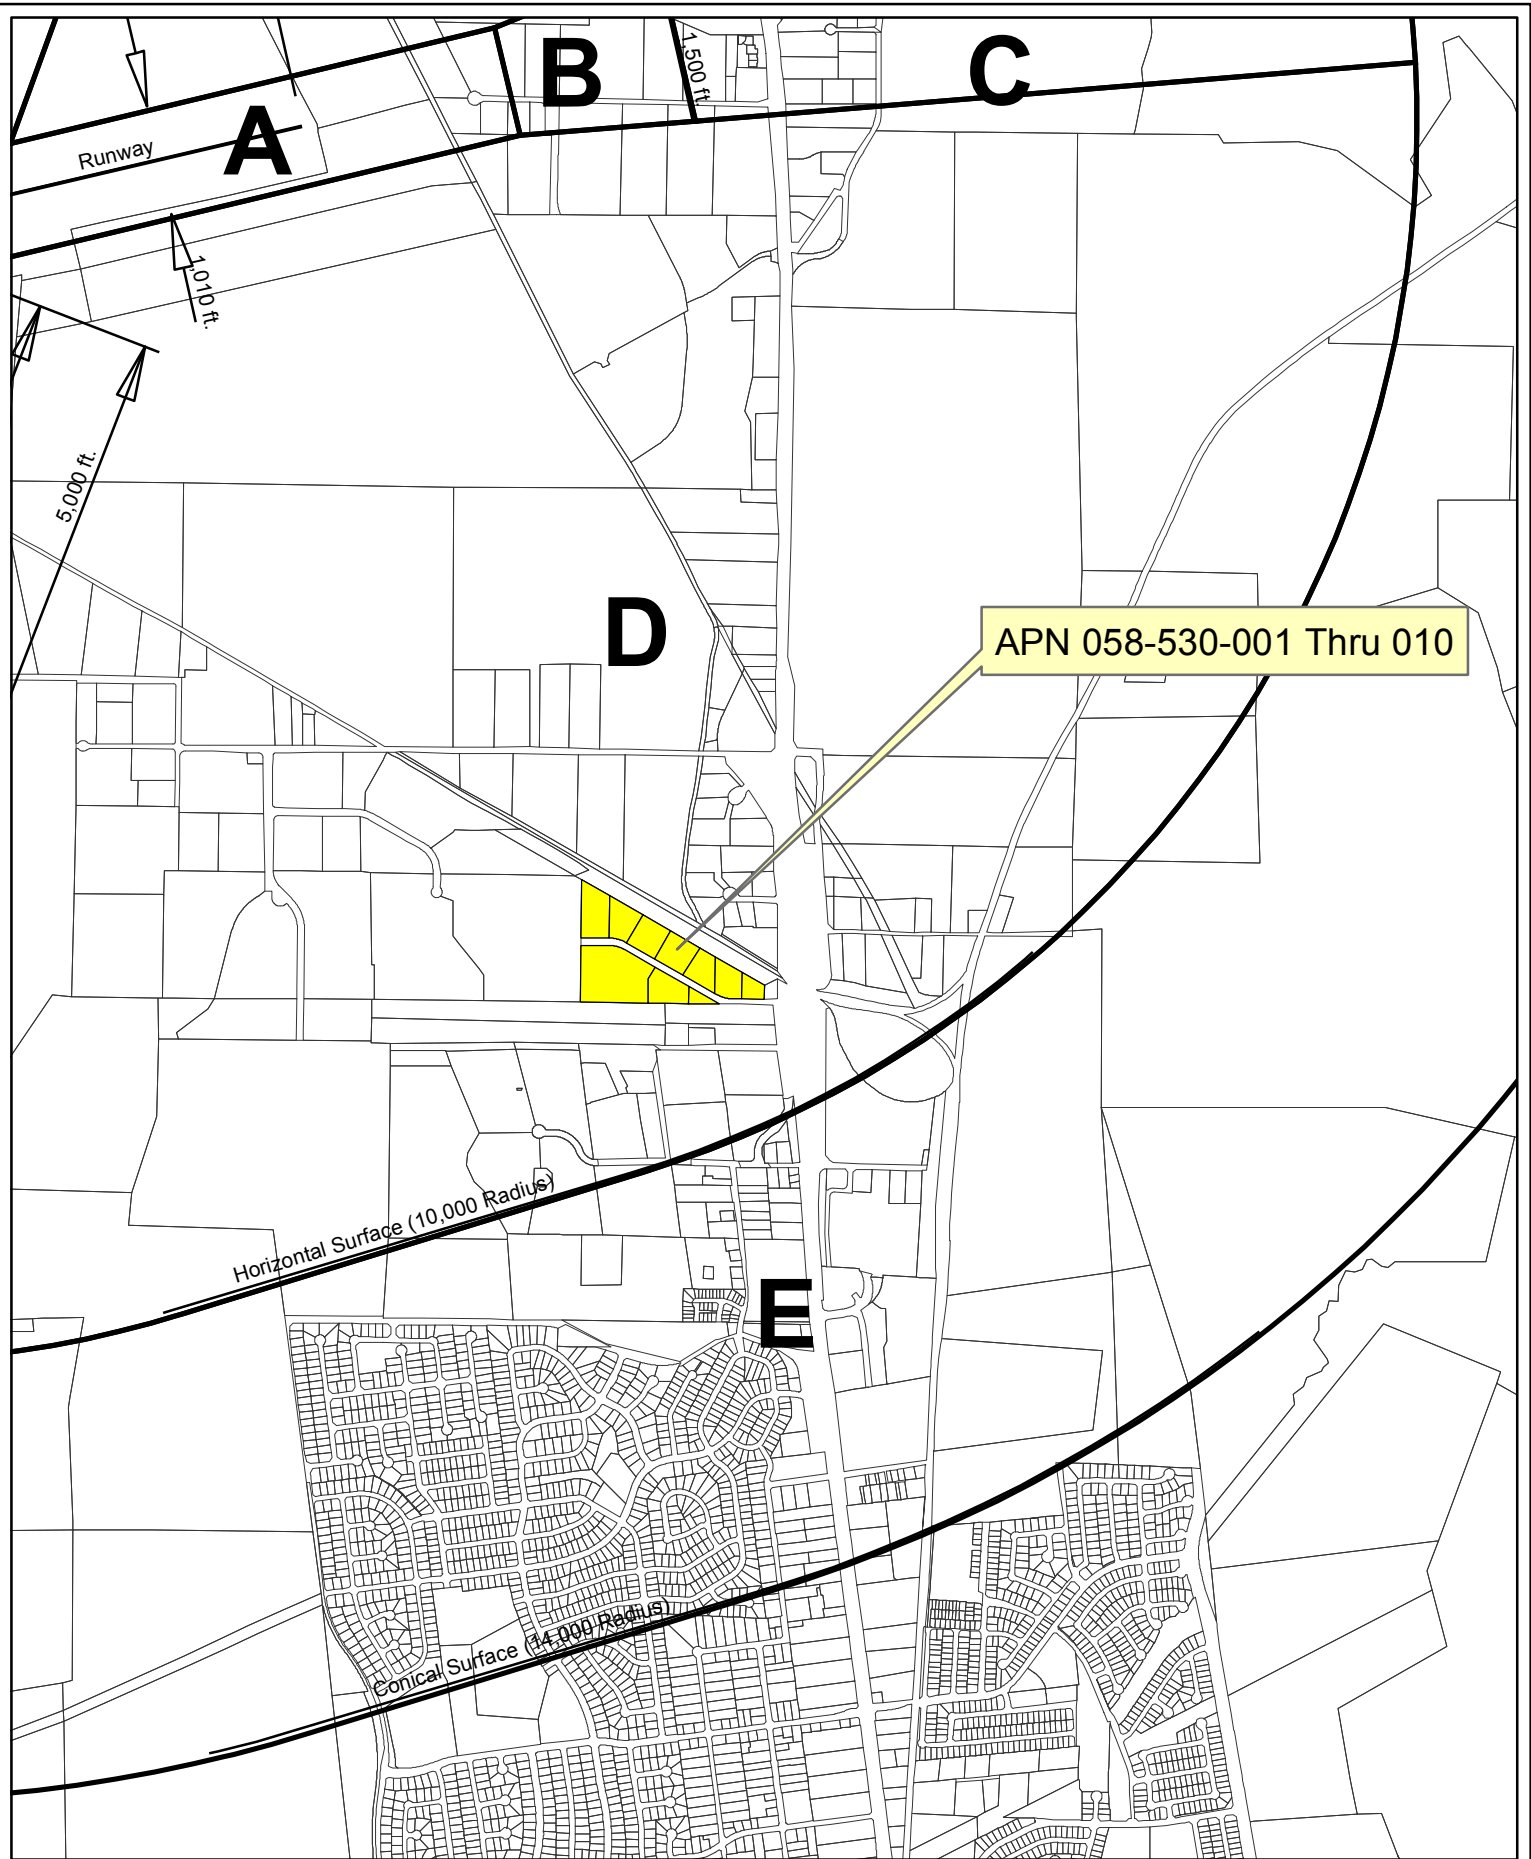 B
C
1,500 ft.
A
Runway
1,010 ft.
5,000 ft.
D
APN 058-530-001 Thru 010
Horizontal Surface (10,000 Radius)
E
Conical Surface (14,000 Radius)